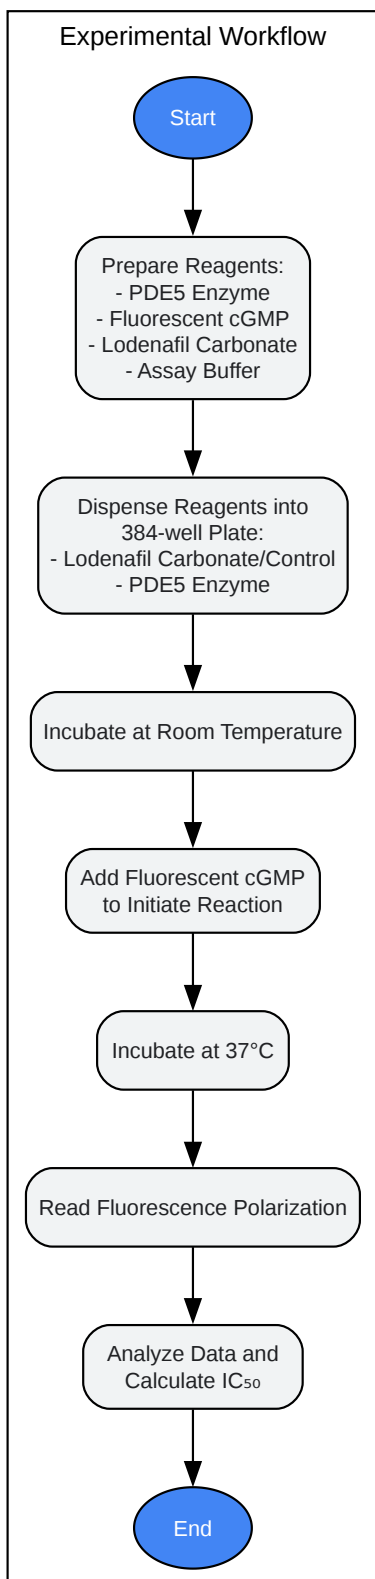 Experimental Workflow
Start
Prepare Reagents:
- PDE5 Enzyme
- Fluorescent cGMP
- Lodenafil Carbonate
- Assay Buffer
Dispense Reagents into
384-well Plate:
- Lodenafil Carbonate/Control
- PDE5 Enzyme
Incubate at Room Temperature
Add Fluorescent cGMP
to Initiate Reaction
Incubate at 37°C
Read Fluorescence Polarization
Analyze Data and
Calculate IC₅₀
End